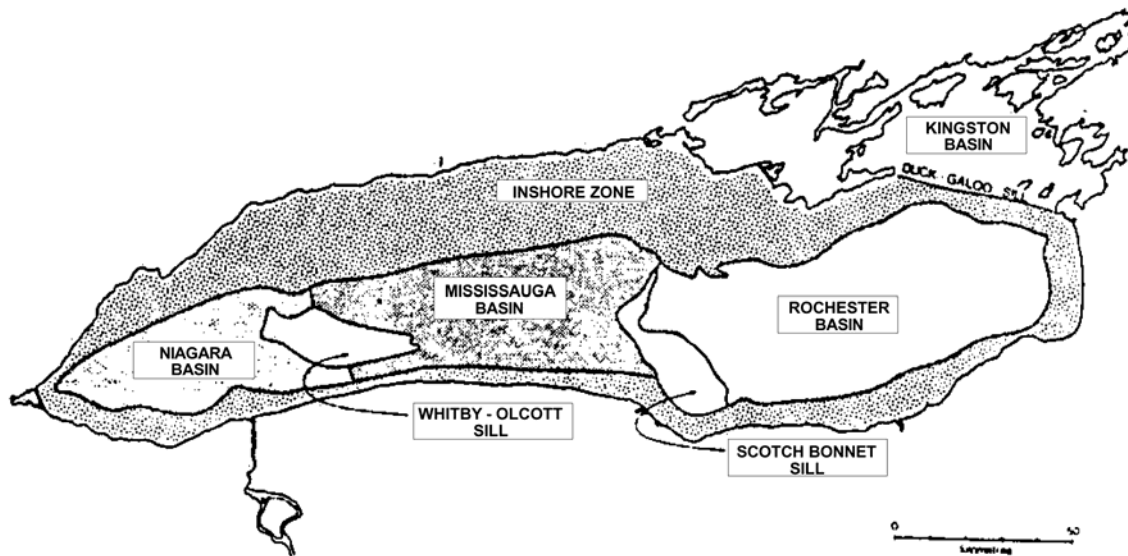 KINGSTON
BASIN
DUCK - GALOO SILL
INSHORE ZONE
MISSISSAUGA
BASIN
ROCHESTER
BASIN
NIAGARA
BASIN
WHITBY - OLCOTT
SILL
SCOTCH BONNET
SILL
0 50